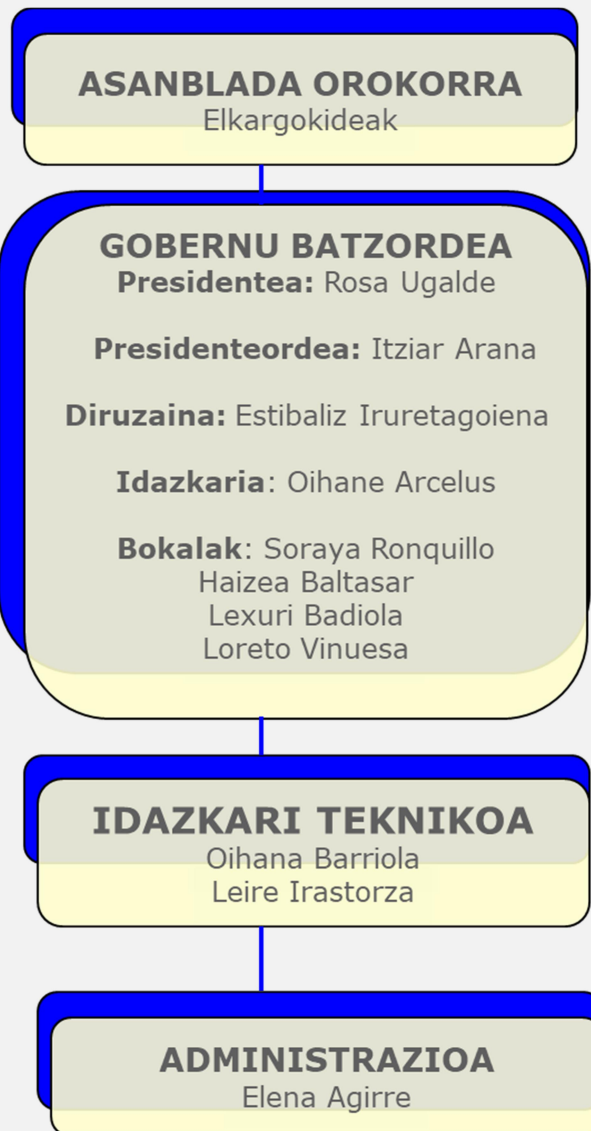 ASANBLADA OROKORRA
Elkargokideak
GOBERNU BATZORDEA
Presidentea: Rosa Ugalde
Presidenteordea: Itziar Arana
Diruzaina: Estibaliz Iruretagoiena
Idazkaria: Oihane Arcelus
Bokalak: Soraya Ronquillo
Haizea Baltasar
Lexuri Badiola
Loreto Vinuesa
IDAZKARI TEKNIKOA
Oihana Barriola
Leire Irastorza
ADMINISTRAZIOA
Elena Agirre